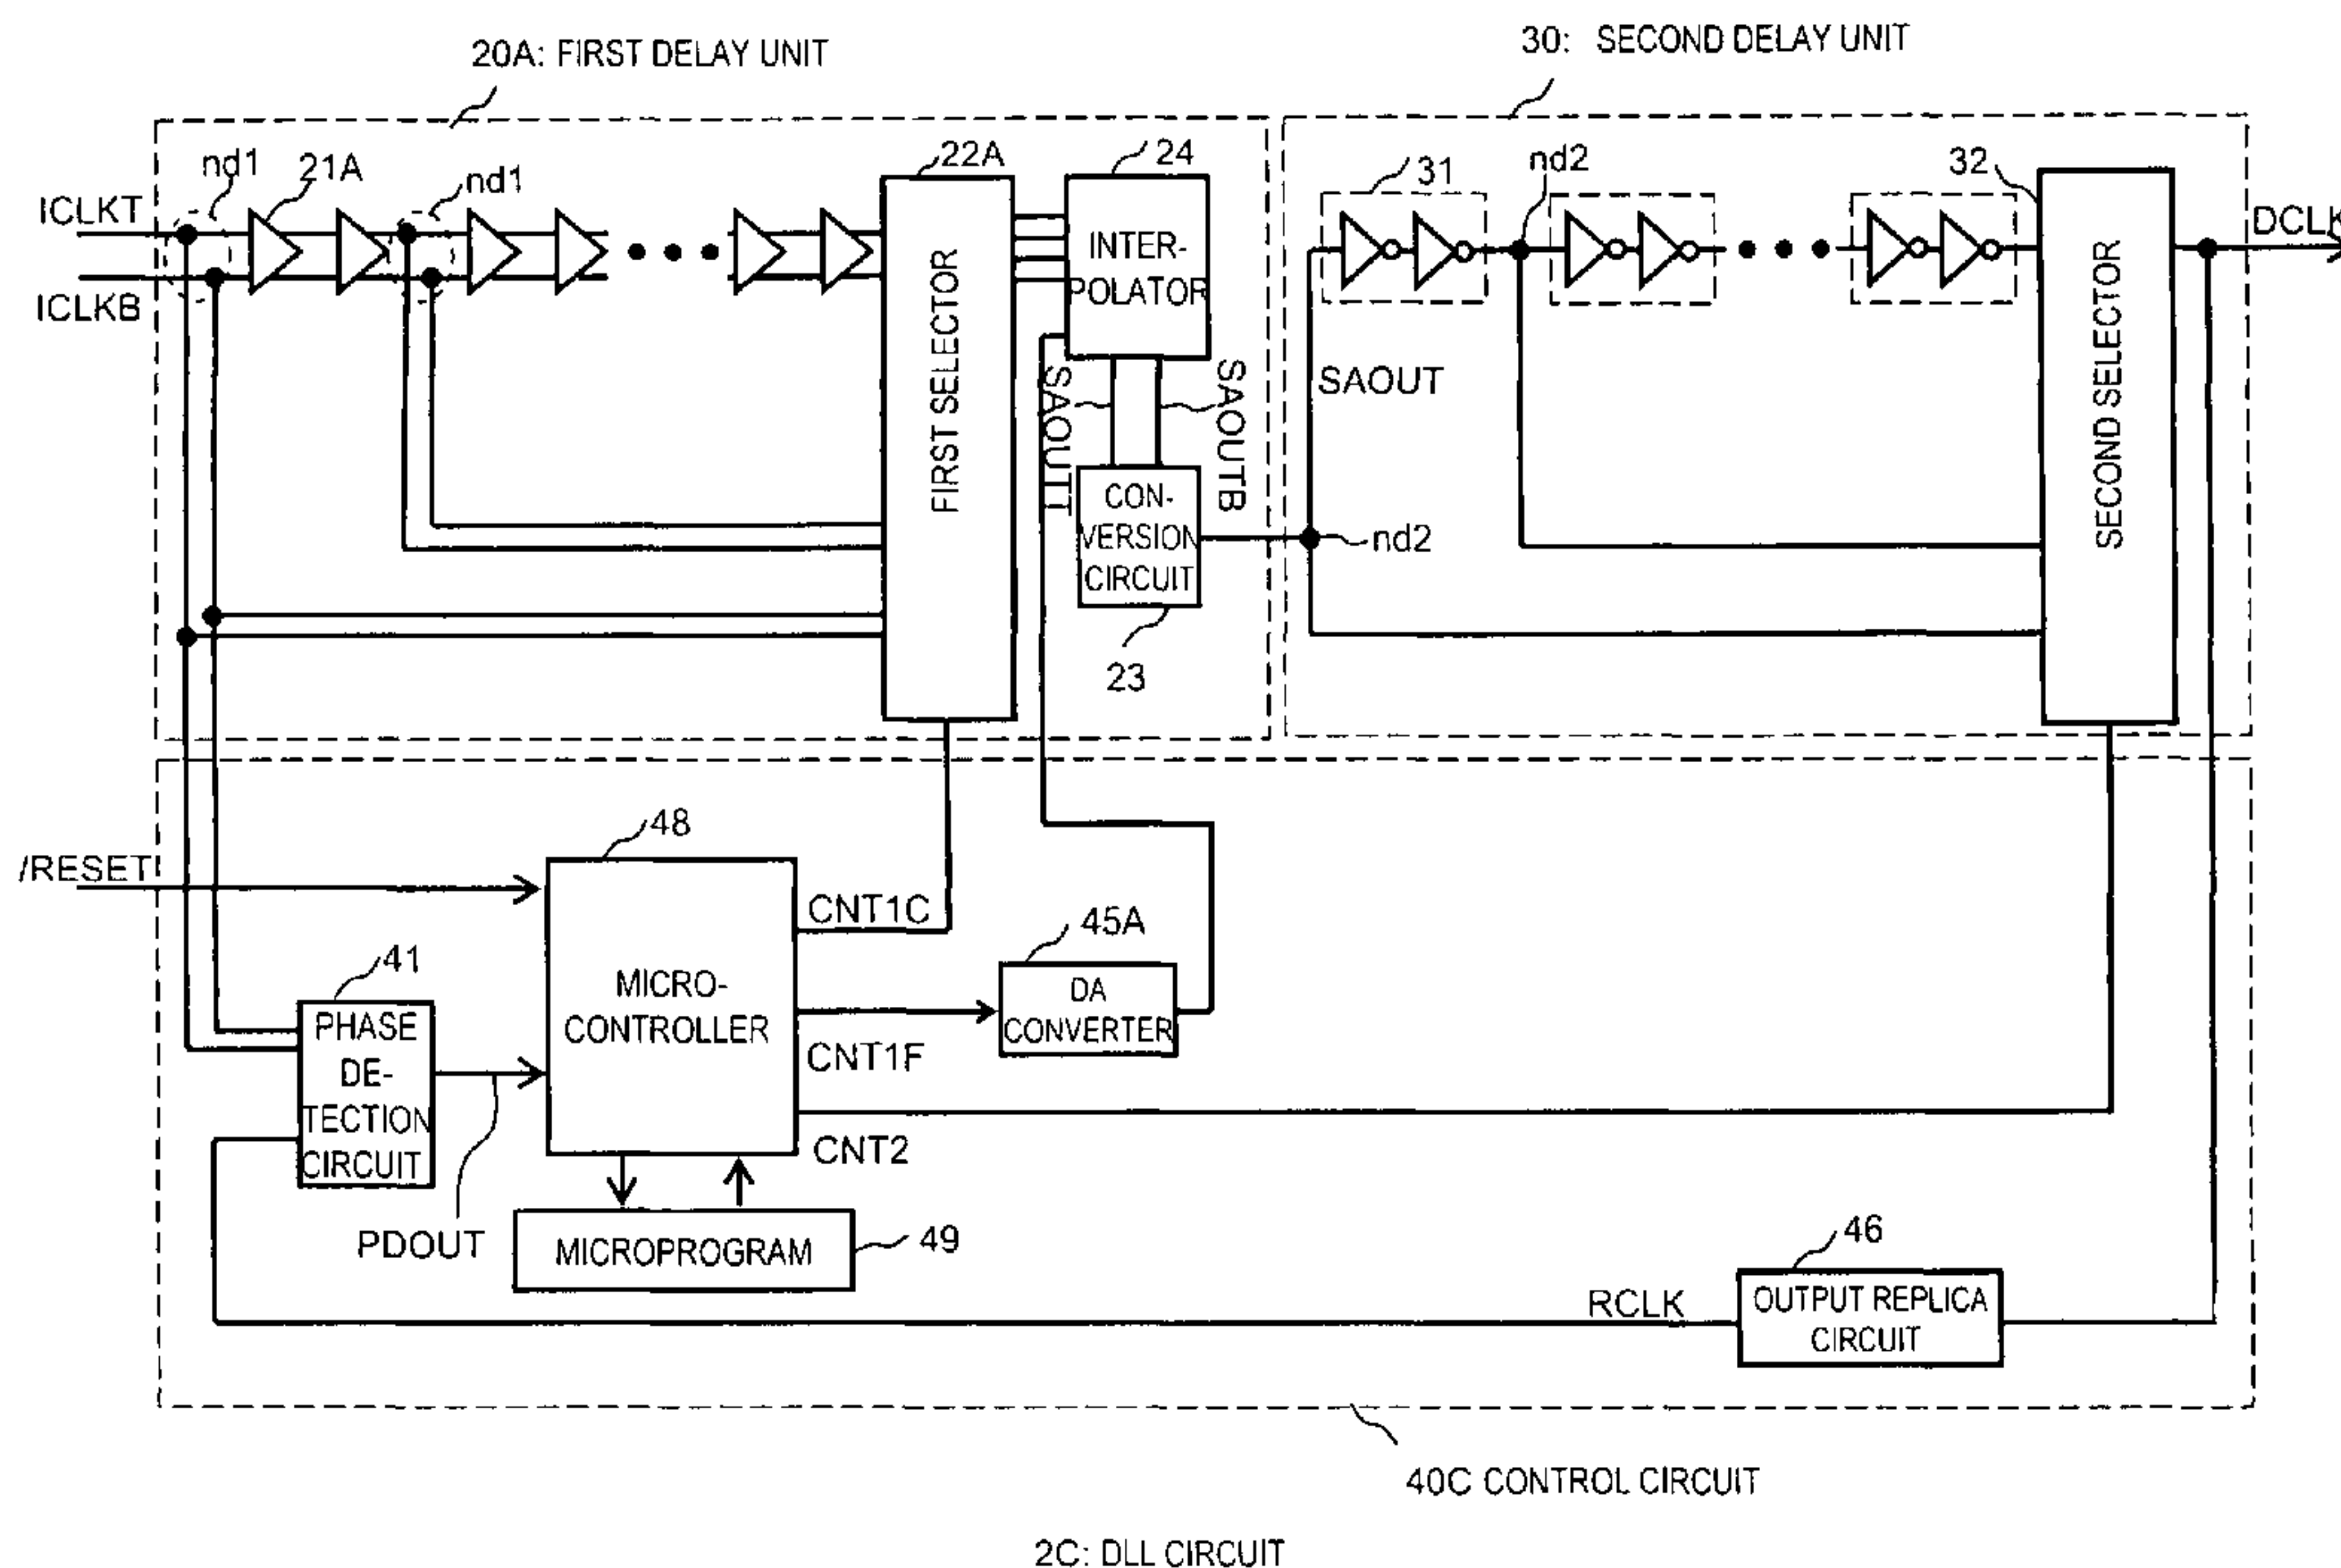 20A: FIRST DELAY UNIT
30: SECOND DELAY UNIT
nd1
21A
nd1
22A
24
31
nd2
32
ICLKT
ICLKB
DCLK
INTER-
POLATOR
FIRST SELECTOR
SECOND SELECTOR
SAOUTT
SAOUTB
SAOUT
CON-
VERSION
CIRCUIT
nd2
23
/RESET
48
CNT1C
45A
41
MICRO-
CONTROLLER
DA
CONVERTER
PHASE
DE-
TECTION
CIRCUIT
CNT1F
CNT2
PDOUT
MICROPROGRAM
49
46
RCLK
OUTPUT REPLICA
CIRCUIT
40C CONTROL CIRCUIT
2C: DLL CIRCUIT